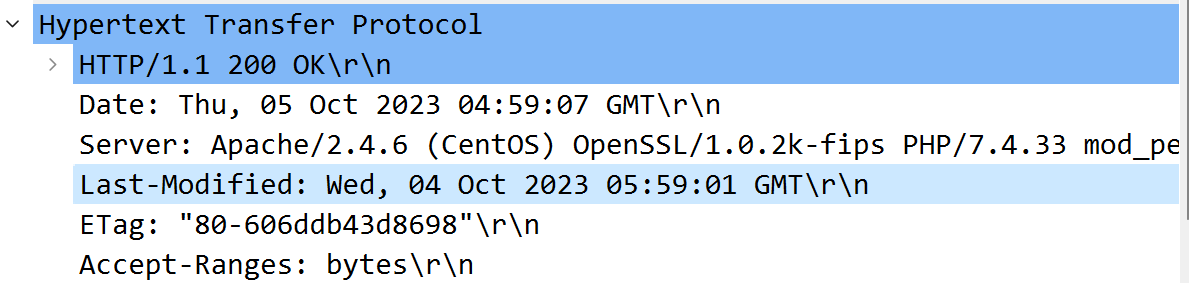 Hypertext Transfer Protocol
HTTP/1.1 200 OK\r\n
Date: Thu, 05 Oct 2023 04:59:07 GMT\r\n
Server: Apache/2.4.6 (CentOS) OpenSSL/1.0.2k-fips PHP/7.4.33 mod_pe
Last-Modified: Wed, 04 Oct 2023 05:59:01 GMT\r\n
ETag: "80-606ddb43d8698"\r\n
Accept-Ranges: bytes\r\n